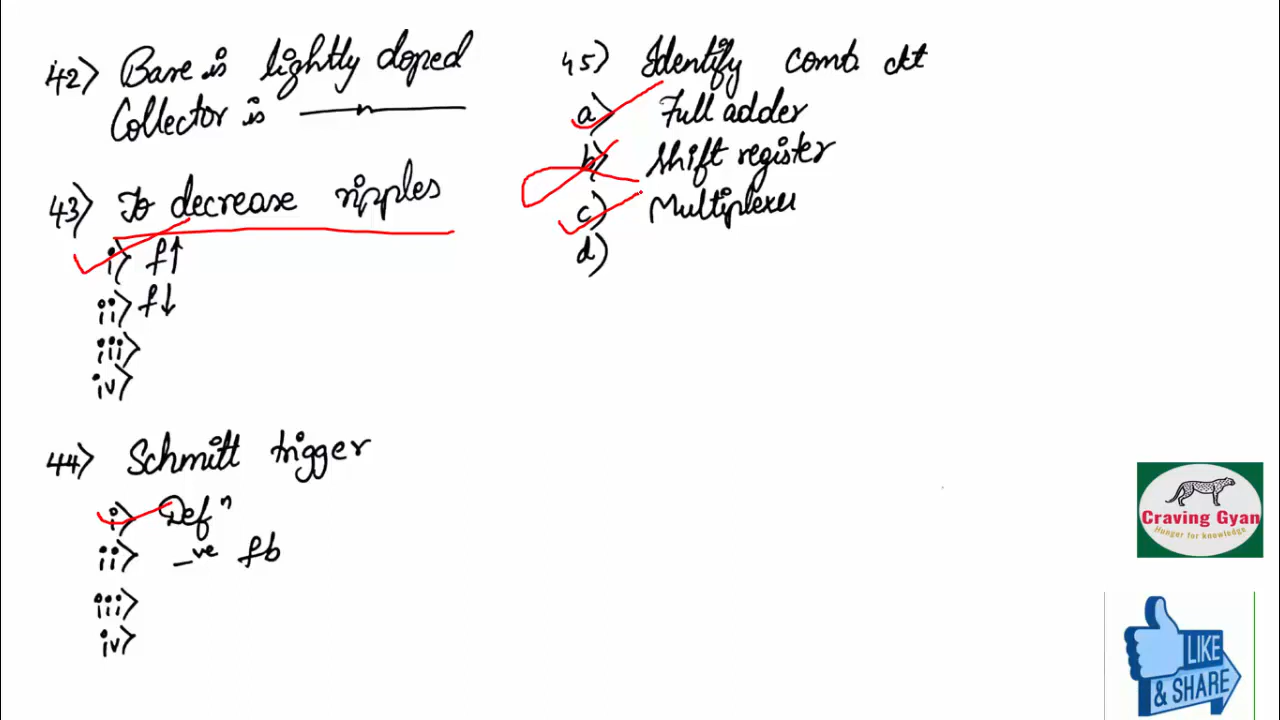 42) Base is lightly doped
Collector is
43) To decrease ripples
i) f↑
ii) f↓
iii)
iv)
44) Schmitt trigger
i) Defⁿ
ii) -ve fb
iii)
iv)
45) Identify comb. ckt
a) Full adder
b) Shift register
c) Multiplexer
d)
Craving Gyan
Hunger for knowledge
LIKE
& SHARE